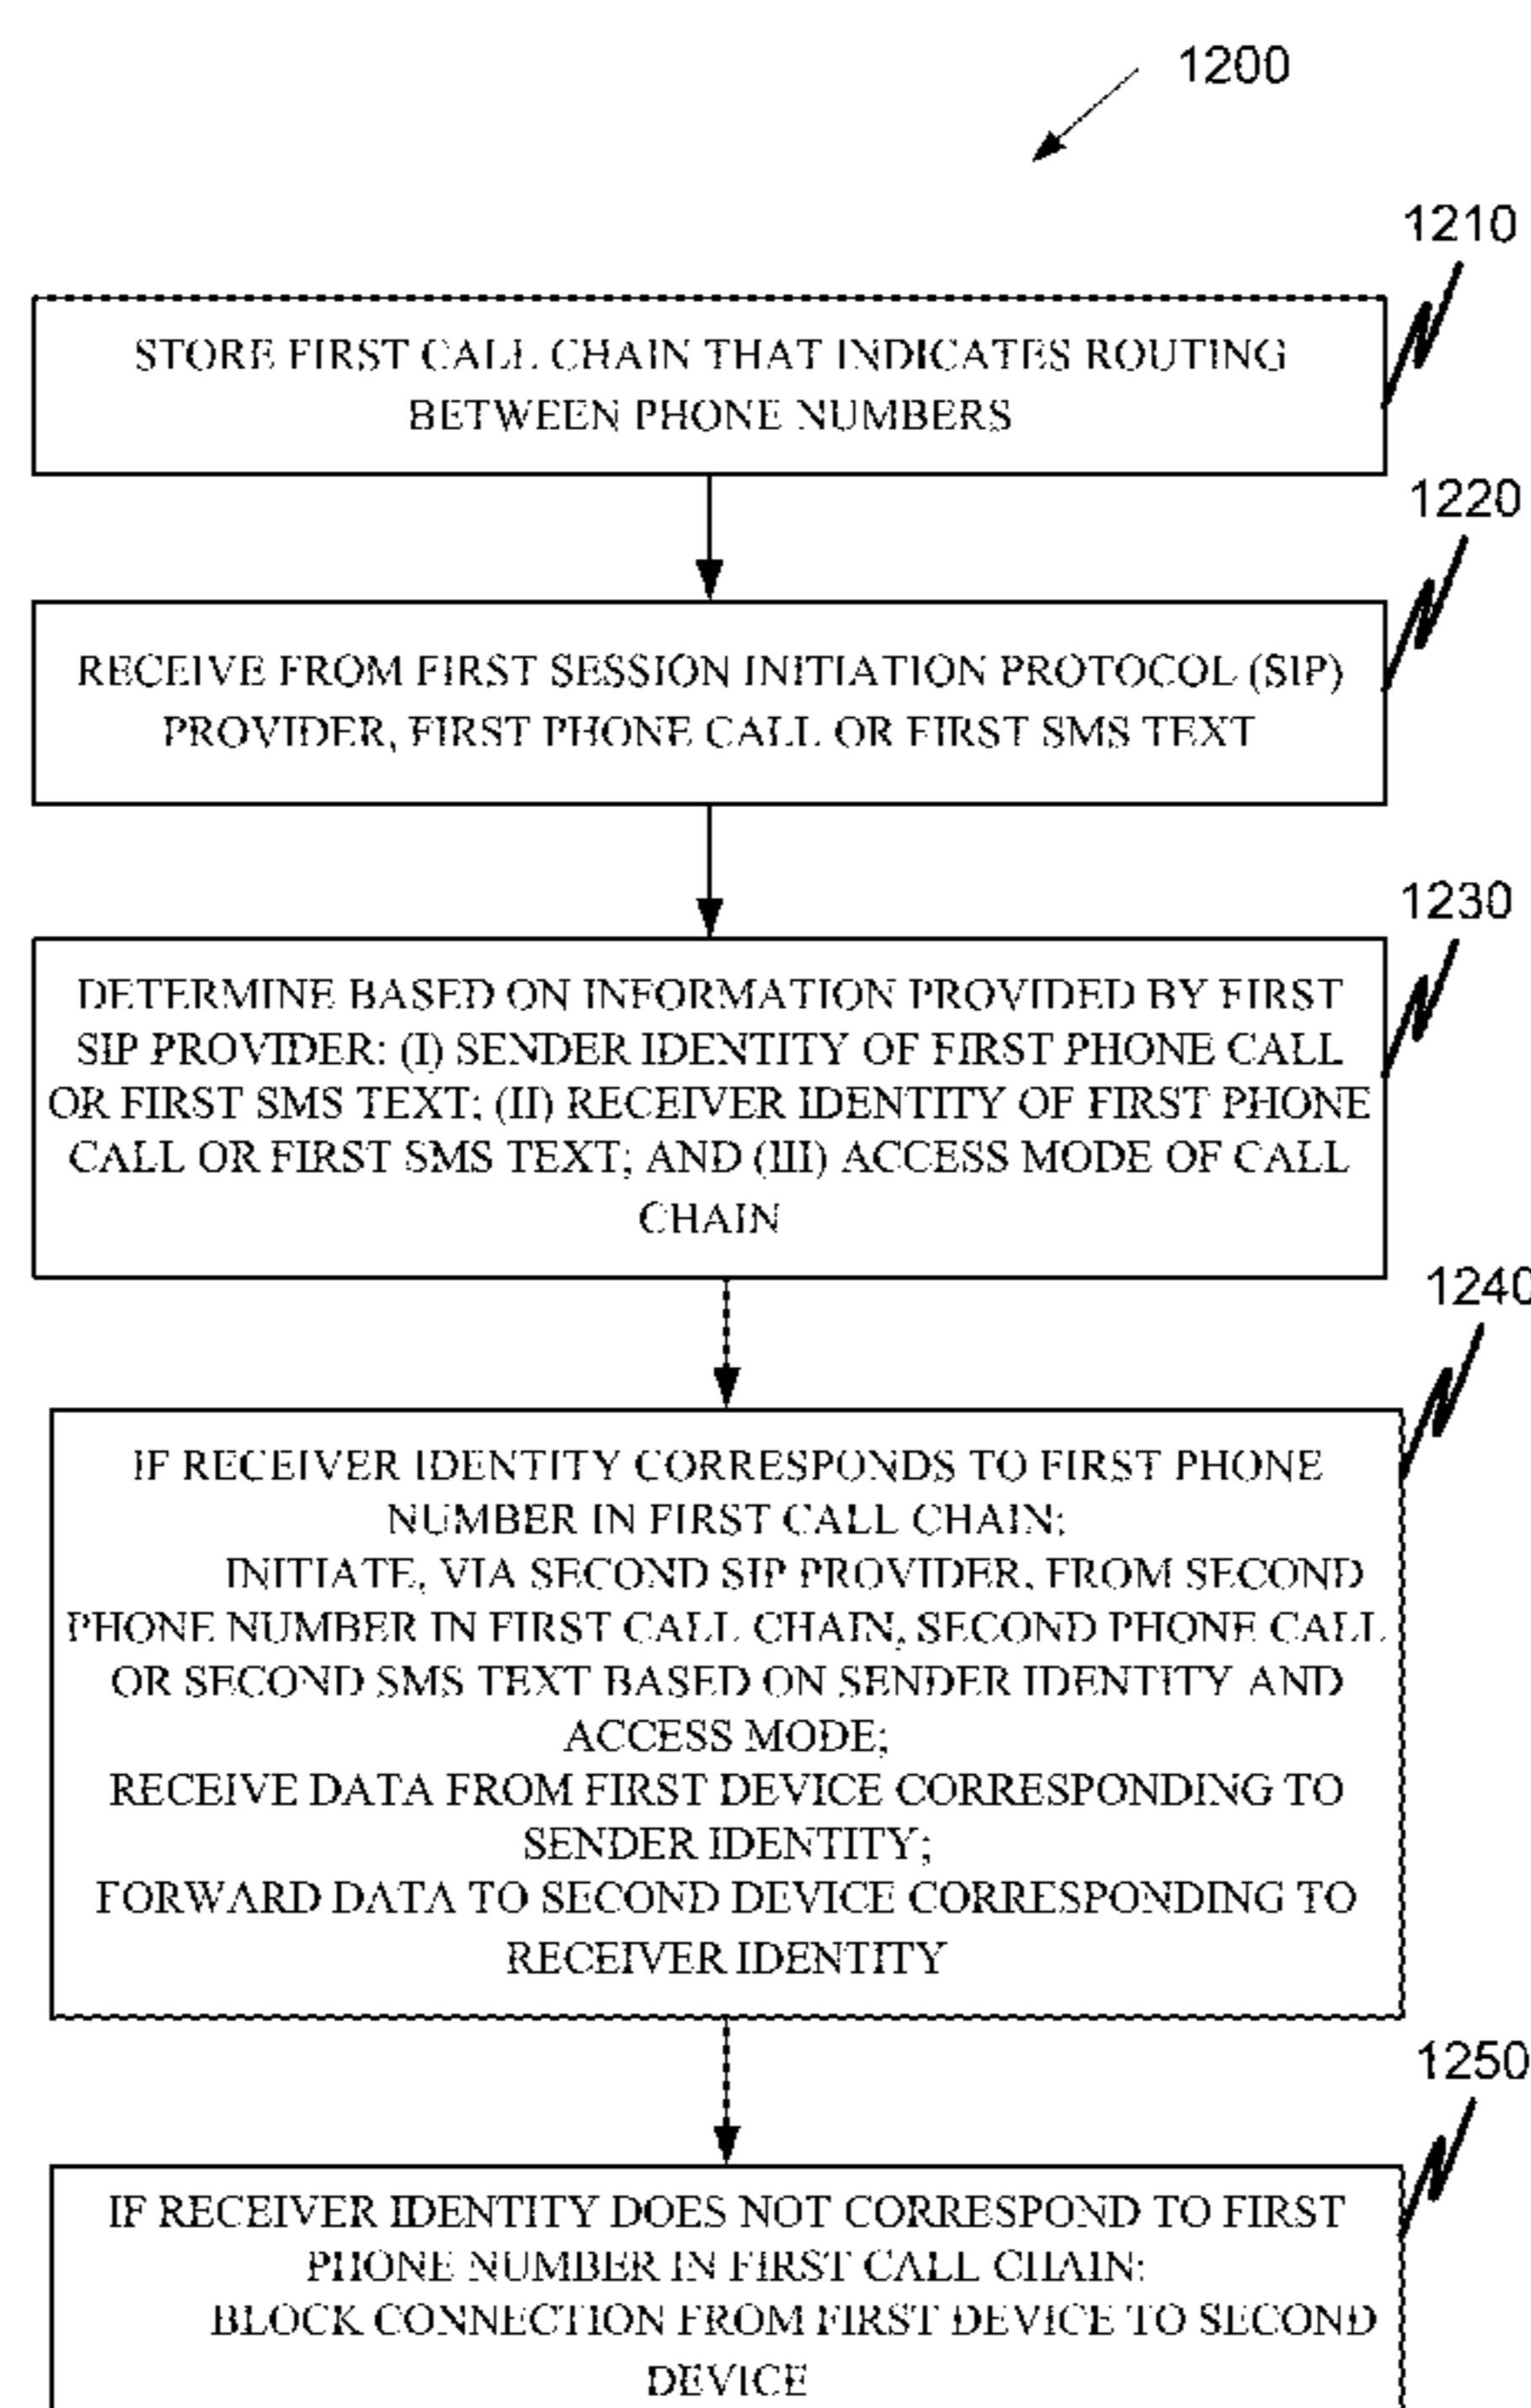 1200
1210
STORE FIRST CALL CHAIN THAT INDICATES ROUTING
BETWEEN PHONE NUMBERS
1220
RECEIVE FROM FIRST SESSION INITIATION PROTOCOL (SIP)
PROVIDER, FIRST PHONE CALL OR FIRST SMS TEXT
1230
DETERMINE BASED ON INFORMATION PROVIDED BY FIRST
SIP PROVIDER: (I) SENDER IDENTITY OF FIRST PHONE CALL
OR FIRST SMS TEXT; (II) RECEIVER IDENTITY OF FIRST PHONE
CALL OR FIRST SMS TEXT; AND (III) ACCESS MODE OF CALL
CHAIN
1240
IF RECEIVER IDENTITY CORRESPONDS TO FIRST PHONE
NUMBER IN FIRST CALL CHAIN:
INITIATE, VIA SECOND SIP PROVIDER, FROM SECOND
PHONE NUMBER IN FIRST CALL CHAIN, SECOND PHONE CALL
OR SECOND SMS TEXT BASED ON SENDER IDENTITY AND
ACCESS MODE;
RECEIVE DATA FROM FIRST DEVICE CORRESPONDING TO
SENDER IDENTITY;
FORWARD DATA TO SECOND DEVICE CORRESPONDING TO
RECEIVER IDENTITY
1250
IF RECEIVER IDENTITY DOES NOT CORRESPOND TO FIRST
PHONE NUMBER IN FIRST CALL CHAIN:
BLOCK CONNECTION FROM FIRST DEVICE TO SECOND
DEVICE